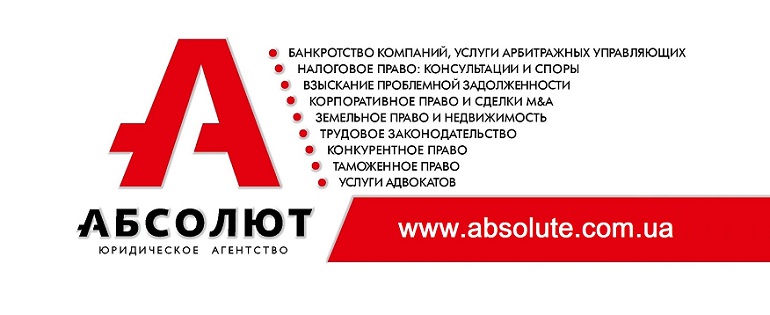 БАНКРОТСТВО КОМПАНИЙ, УСЛУГИ АРБИТРАЖНЫХ УПРАВЛЯЮЩИХ
НАЛОГОВОЕ ПРАВО: КОНСУЛЬТАЦИИ И СПОРЫ
ВЗЫСКАНИЕ ПРОБЛЕМНОЙ ЗАДОЛЖЕННОСТИ
КОРПОРАТИВНОЕ ПРАВО И СДЕЛКИ M&A
ЗЕМЕЛЬНОЕ ПРАВО И НЕДВИЖИМОСТЬ
ТРУДОВОЕ ЗАКОНОДАТЕЛЬСТВО
КОНКУРЕНТНОЕ ПРАВО
ТАМОЖЕННОЕ ПРАВО
УСЛУГИ АДВОКАТОВ
АБСОЛЮТ
ЮРИДИЧЕСКОЕ АГЕНТСТВО
www.absolute.com.ua